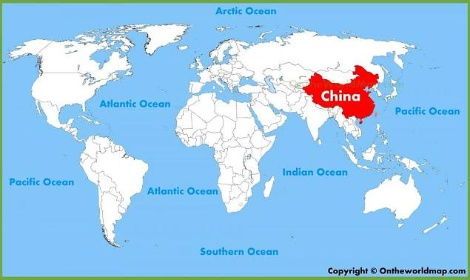 Arctic Ocean
China
Atlantic Ocean
Pacific Ocean
Indian Ocean
Pacific Ocean
Atlantic Ocean
Southern Ocean
Copyright © Ontheworldmap.com